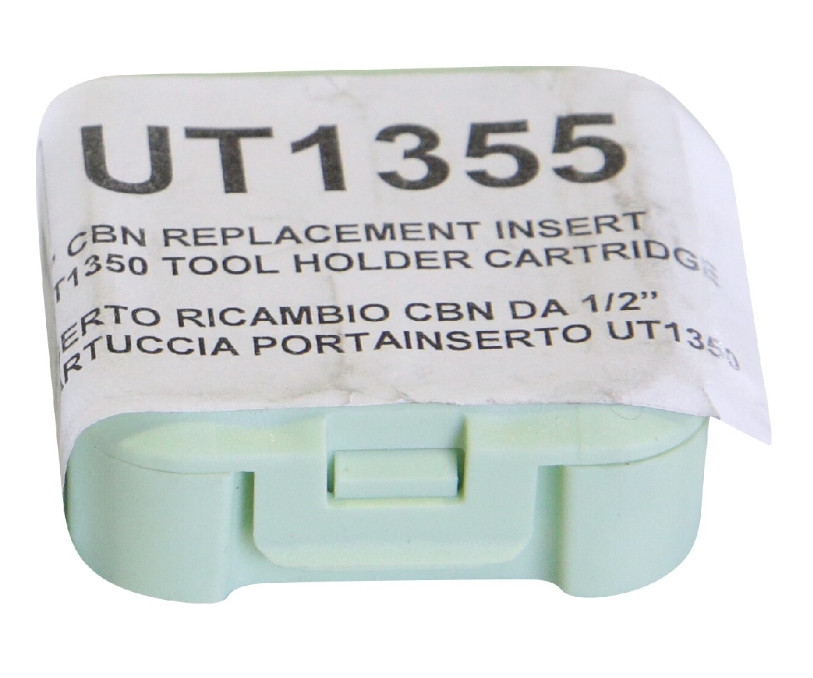 UT1355
CBN REPLACEMENT INSERT
T1350 TOOL HOLDER CARTRIDGE
ERTO RICAMBIO CBN DA 1/2”
ARTUCCIA PORTAINSERTO UT1350